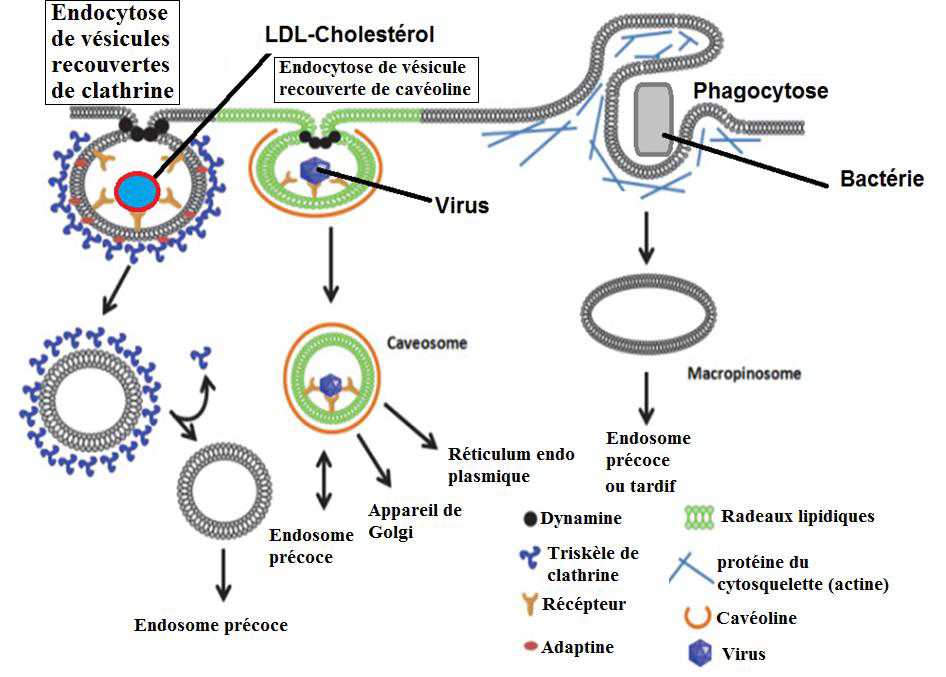 Endocytose
de vésicules
recouvertes
de clathrine
LDL-Cholestérol
Endocytose de vésicule
recouverte de cavéoline
Phagocytose
Bactérie
Virus
Caveosome
Macropinosome
Réticulum endo
plasmique
Appareil de
Golgi
Endosome
précoce
Endosome
précoce
ou tardif
Endosome précoce
Dynamine
Triskèle de
clathrine
Récépteur
Adaptine
Radeaux lipidiques
protéine du
cytosquelette (actine)
Cavéoline
Virus